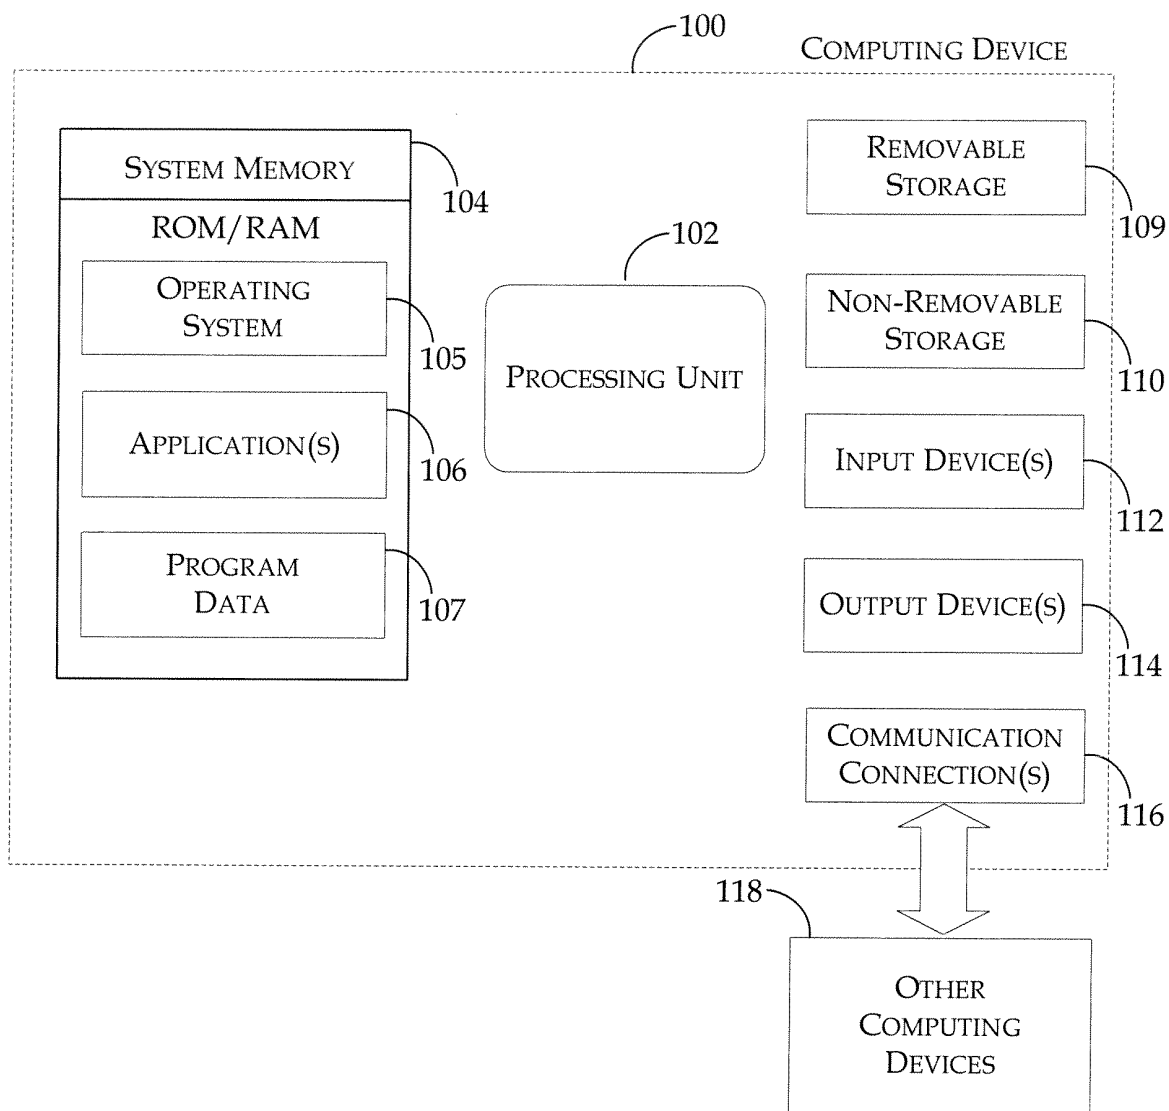 100
COMPUTING DEVICE
SYSTEM MEMORY
104
ROM/RAM
OPERATING
SYSTEM
105
APPLICATION(S)
106
PROGRAM
DATA
107
102
PROCESSING UNIT
REMOVABLE
STORAGE
109
NON-REMOVABLE
STORAGE
110
INPUT DEVICE(S)
112
OUTPUT DEVICE(S)
114
COMMUNICATION
CONNECTION(S)
116
118
OTHER
COMPUTING
DEVICES